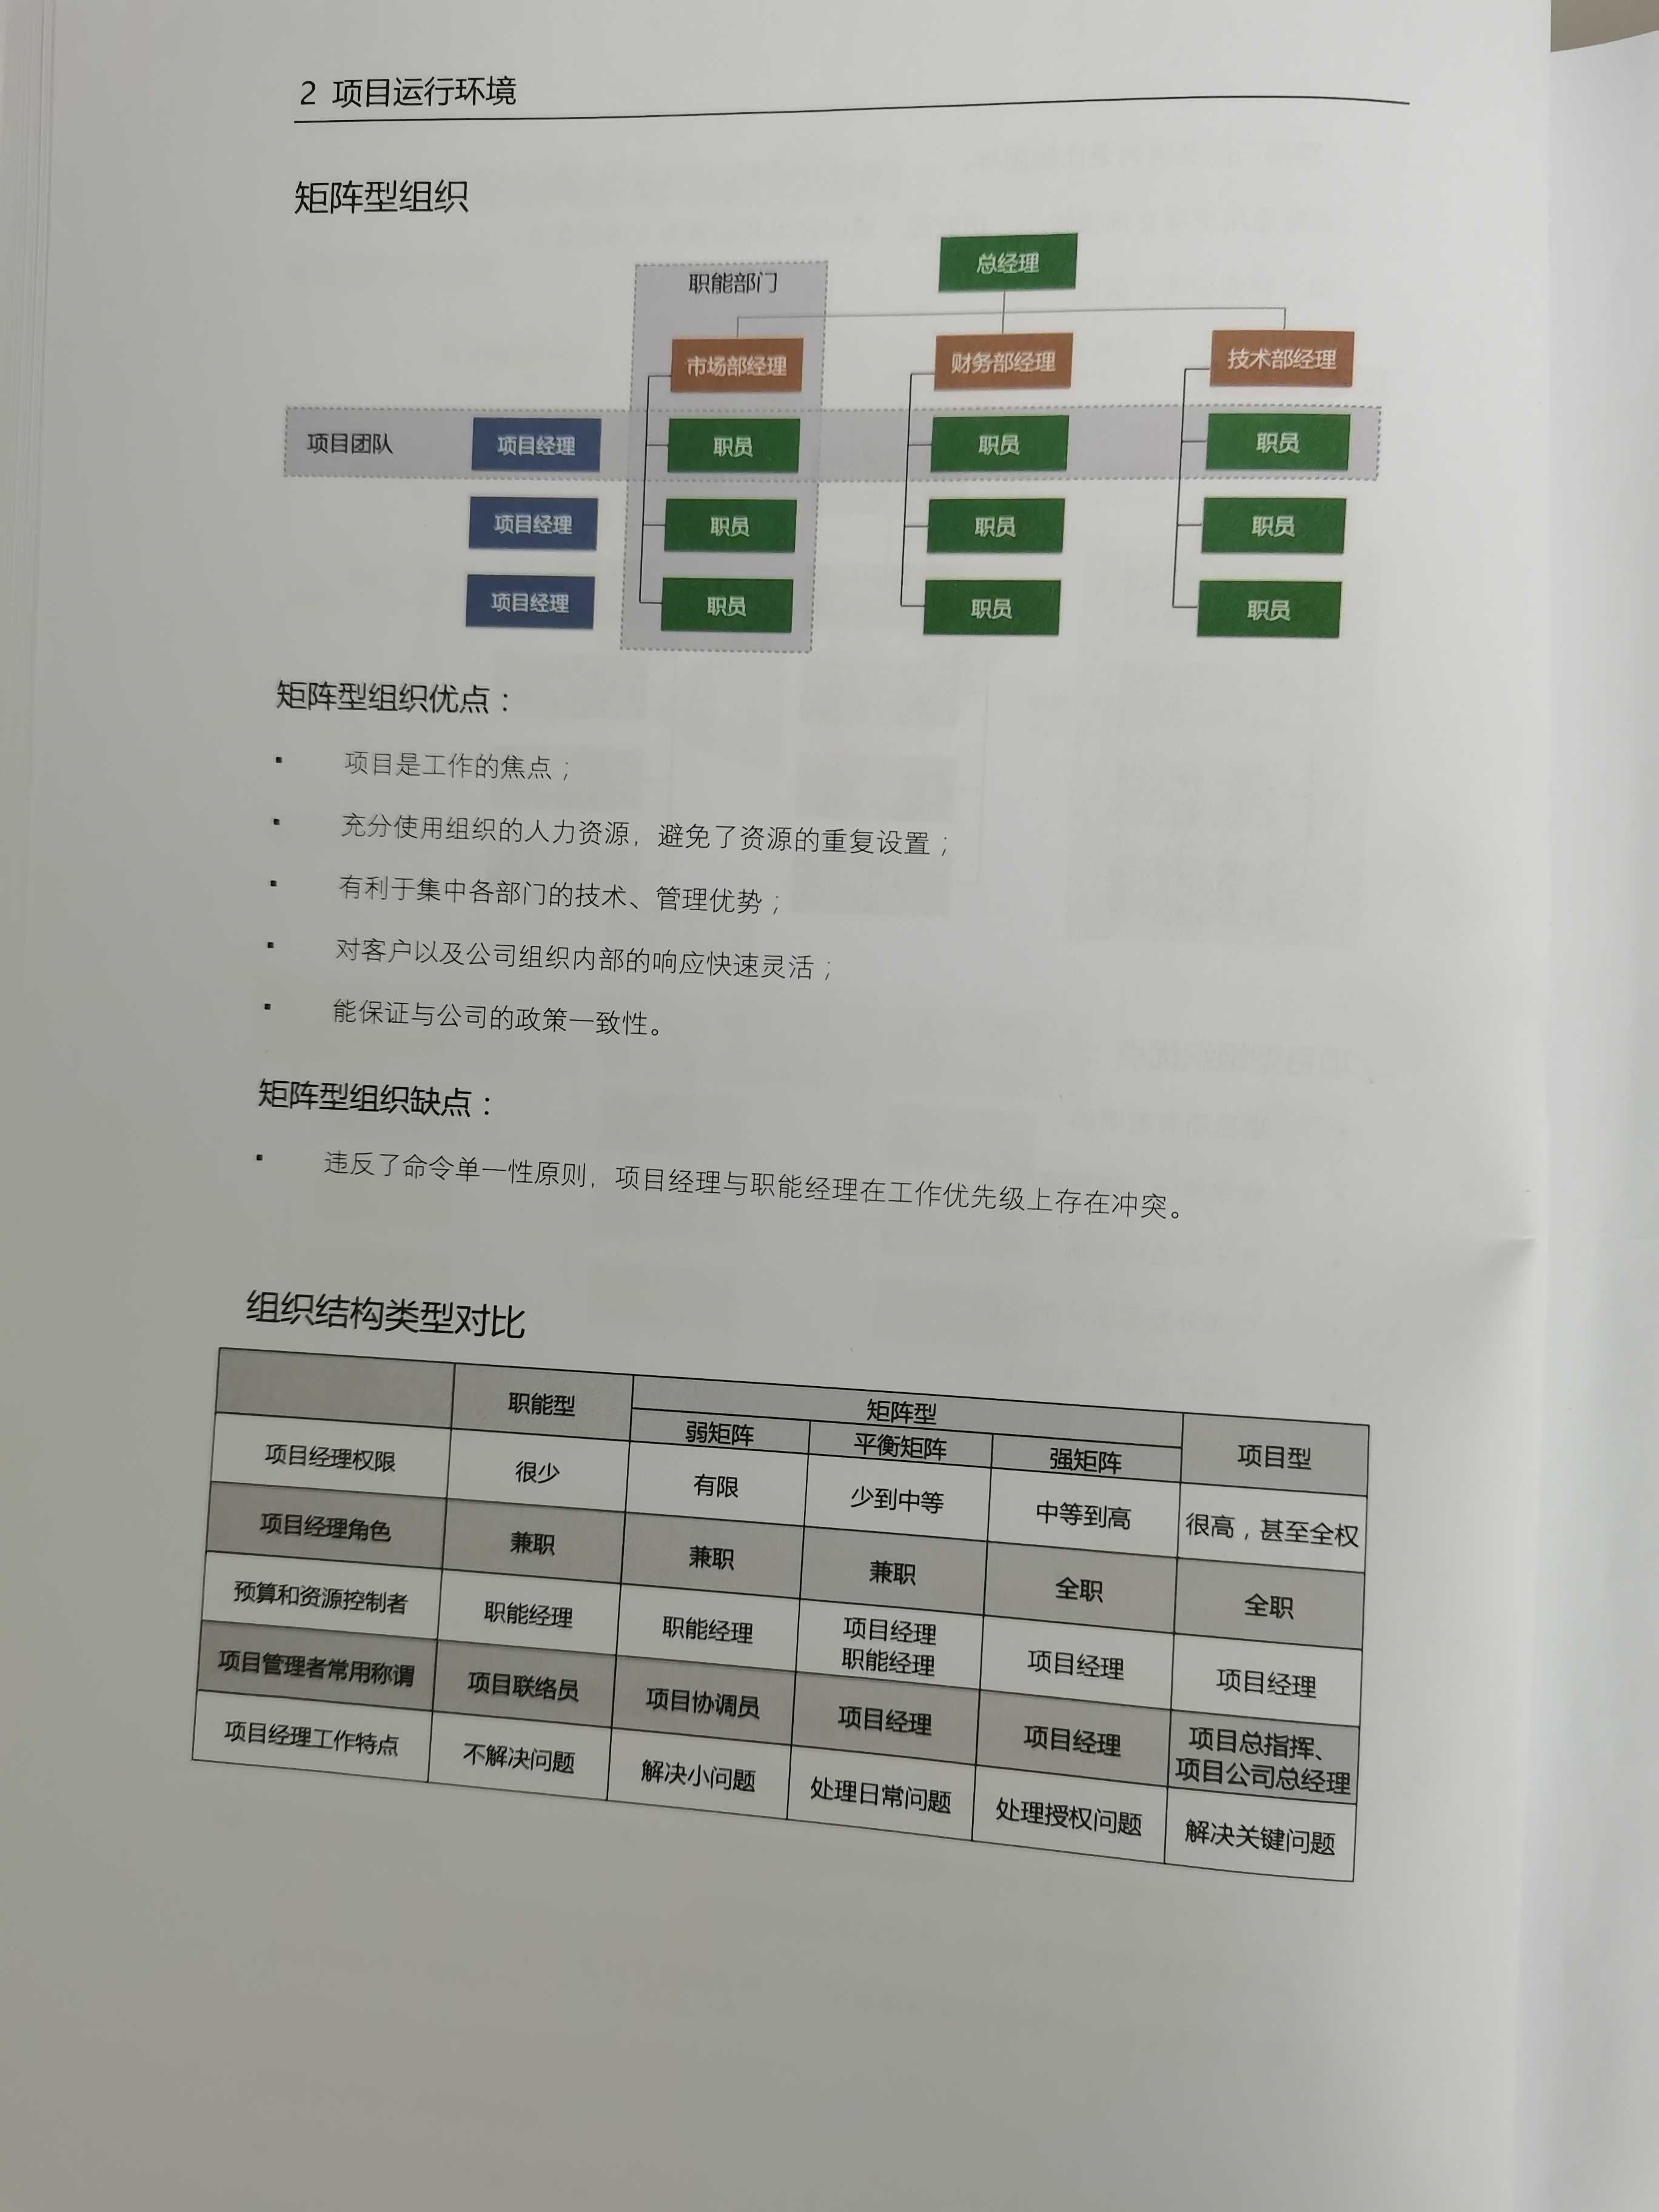 2 项目运行环境
矩阵型组织
总经理
职能部门
市场部经理 财务部经理 技术部经理
项目团队 项目经理 职员 职员 职员
项目经理 职员 职员 职员
项目经理 职员 职员 职员
矩阵型组织优点：
▪ 项目是工作的焦点；
▪ 充分使用组织的人力资源，避免了资源的重复设置；
▪ 有利于集中各部门的技术、管理优势；
▪ 对客户以及公司组织内部的响应快速灵活；
▪ 能保证与公司的政策一致性。
矩阵型组织缺点：
▪ 违反了命令单一性原则，项目经理与职能经理在工作优先级上存在冲突。
组织结构类型对比
职能型 矩阵型 项目型
弱矩阵 平衡矩阵 强矩阵
项目经理权限 很少 有限 少到中等 中等到高 很高，甚至全权
项目经理角色 兼职 兼职 兼职 全职 全职
预算和资源控制者 职能经理 职能经理 项目经理 职能经理 项目经理 项目经理
项目管理者常用称谓 项目联络员 项目协调员 项目经理 项目经理 项目总指挥、项目公司总经理
项目经理工作特点 不解决问题 解决小问题 处理日常问题 处理授权问题 解决关键问题